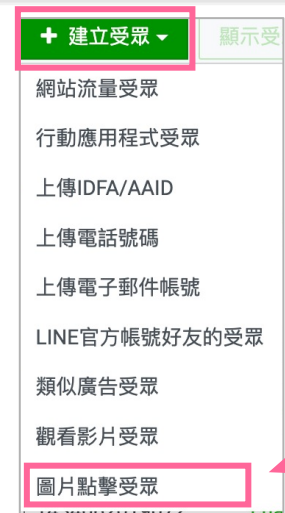 + 建立受眾
顯示受
網站流量受眾
行動應用程式受眾
上傳IDFA/AAID
上傳電話號碼
上傳電子郵件帳號
LINE官方帳號好友的受眾
類似廣告受眾
觀看影片受眾
圖片點擊受眾